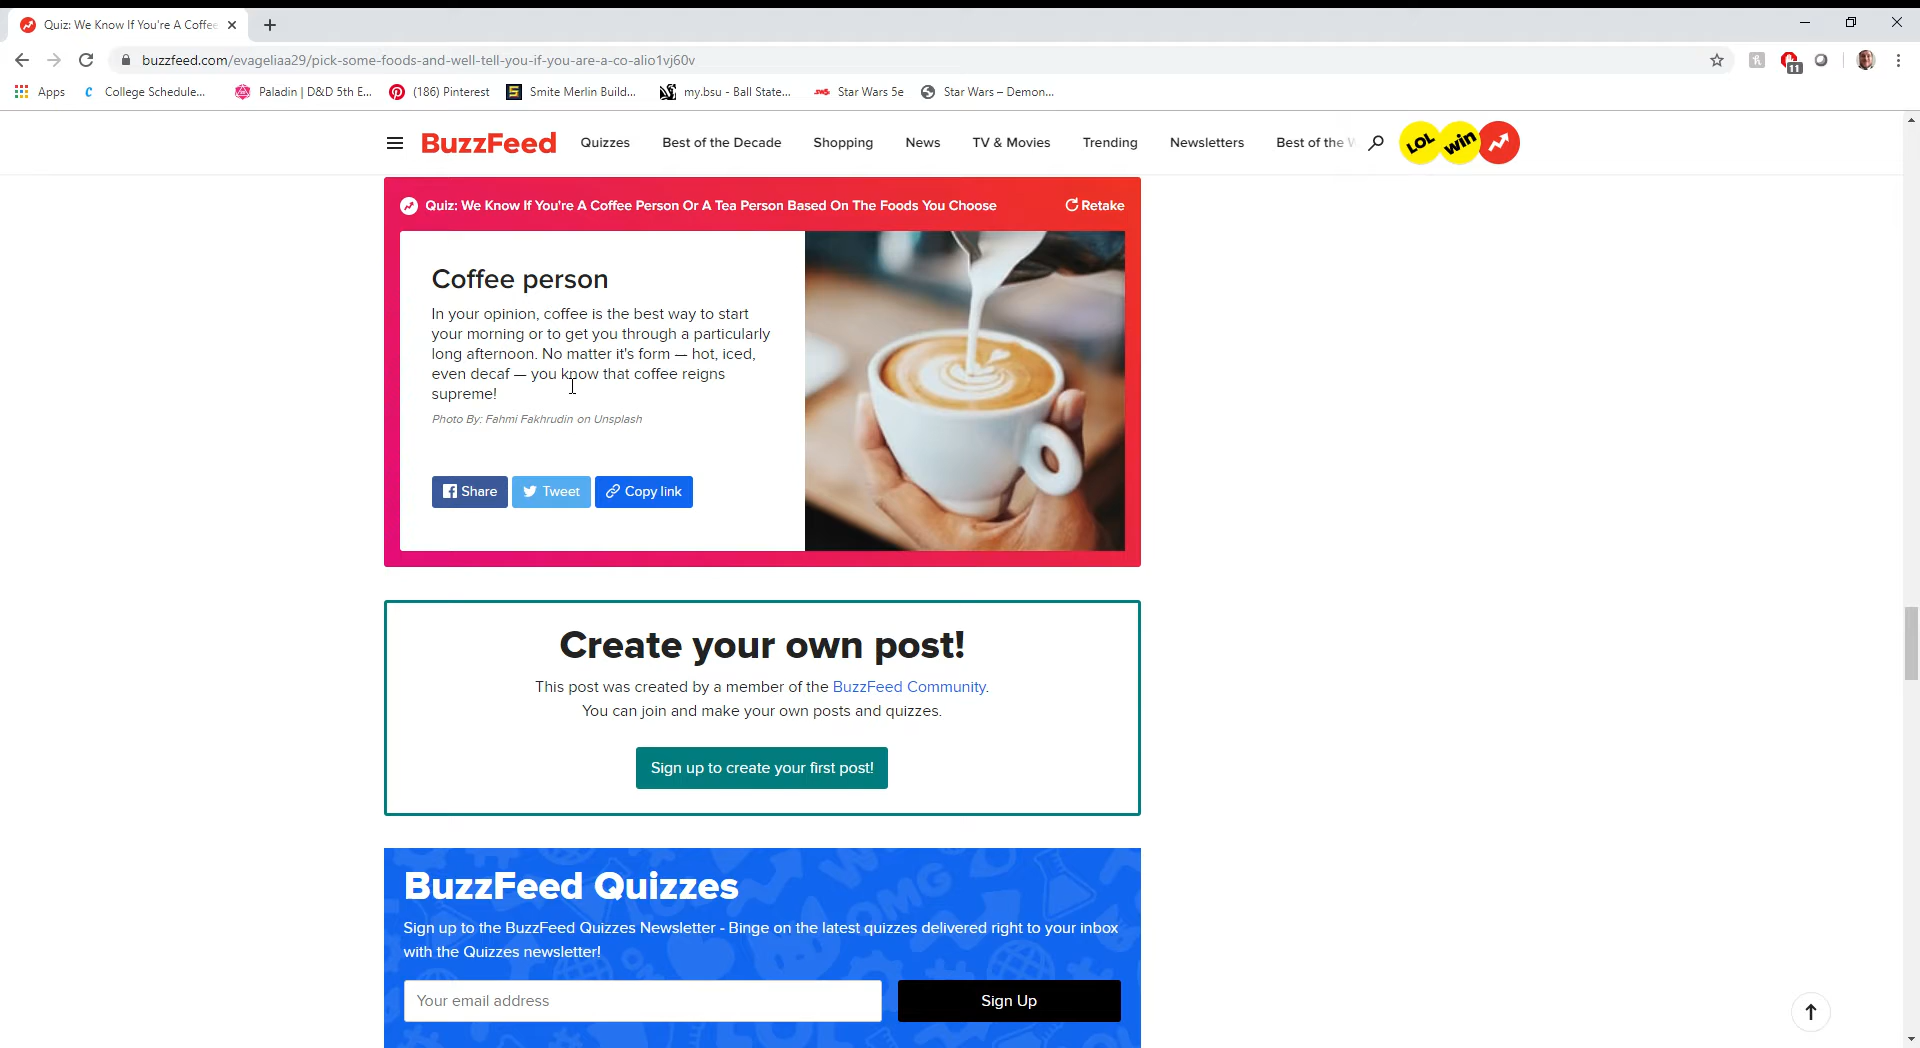 Quiz: We Know If You're A Coffee
buzzfeed.com/evageliaa29/pick-some-foods-and-well-tell-you-if-you-are-a-co-alio1vj60v
11
Apps College Schedule... Paladin | D&D 5th E... (186) Pinterest Smite Merlin Build... my.bsu - Ball State... Star Wars 5e Star Wars – Demon...
BuzzFeed Quizzes Best of the Decade Shopping News TV & Movies Trending Newsletters Best of the W LOL win
Quiz: We Know If You're A Coffee Person Or A Tea Person Based On The Foods You Choose Retake
Coffee person
In your opinion, coffee is the best way to start
your morning or to get you through a particularly
long afternoon. No matter it's form — hot, iced,
even decaf — you know that coffee reigns
supreme!
Photo By: Fahmi Fakhrudin on Unsplash
Share Tweet Copy link
Create your own post!
This post was created by a member of the BuzzFeed Community.
You can join and make your own posts and quizzes.
Sign up to create your first post!
BuzzFeed Quizzes
Sign up to the BuzzFeed Quizzes Newsletter - Binge on the latest quizzes delivered right to your inbox
with the Quizzes newsletter!
Your email address Sign Up